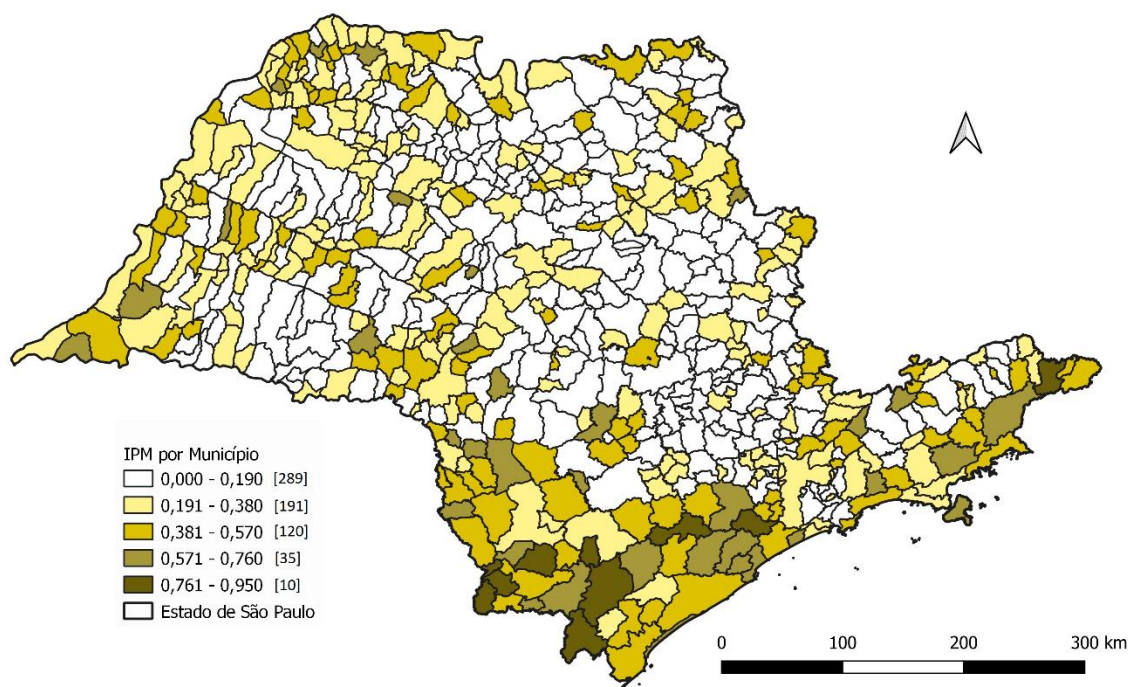 IPM por Município
0,000 - 0,190 [289]
0,191 - 0,380 [191]
0,381 - 0,570 [120]
0,571 - 0,760 [35]
0,761 - 0,950 [10]
Estado de São Paulo
0 100 200 300 km